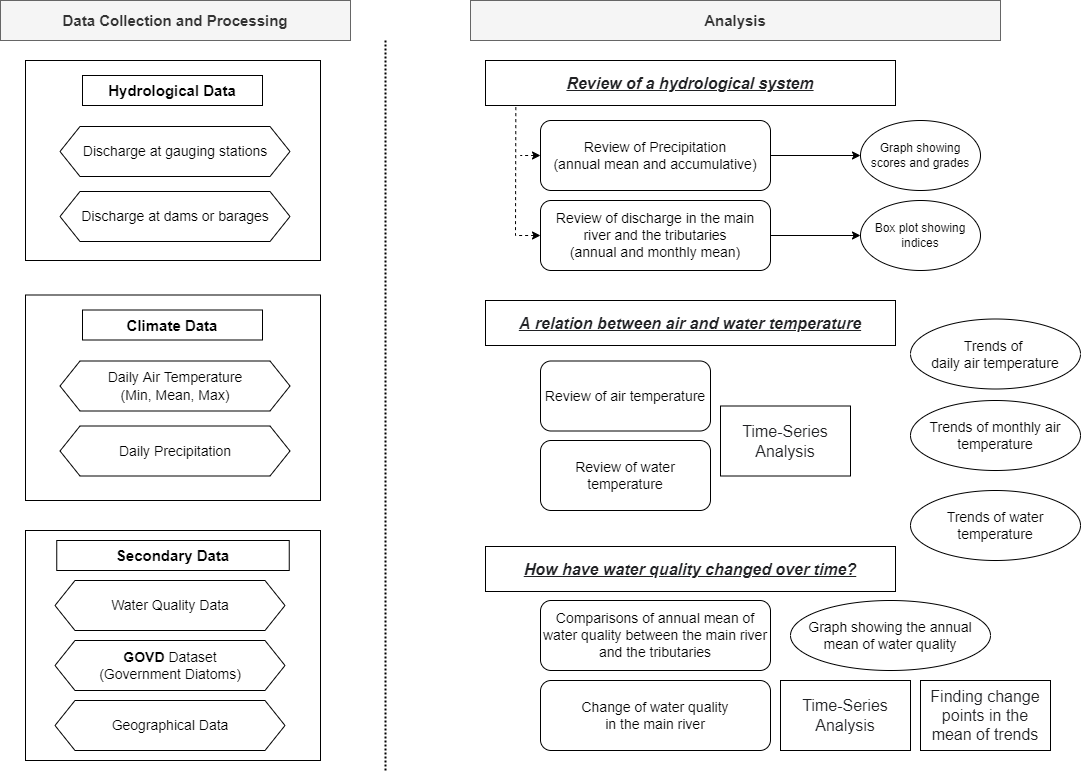 Data Collection and Processing
Hydrological Data
Discharge at gauging stations
Discharge at dams or barages
Climate Data
Daily Air Temperature
(Min, Mean, Max)
Daily Precipitation
Secondary Data
Water Quality Data
GOVD Dataset
(Government Diatoms)
Geographical Data
Analysis
Review of a hydrological system
Review of Precipitation
(annual mean and accumulative)
Graph showing
scores and grades
Review of discharge in the main
river and the tributaries
(annual and monthly mean)
Box plot showing
indices
A relation between air and water temperature
Review of air temperature
Review of water
temperature
Time-Series
Analysis
Trends of
daily air temperature
Trends of monthly air
temperature
Trends of water
temperature
How have water quality changed over time?
Comparisons of annual mean of
water quality between the main river
and the tributaries
Graph showing the annual
mean of water quality
Change of water quality
in the main river
Time-Series
Analysis
Finding change
points in the
mean of trends